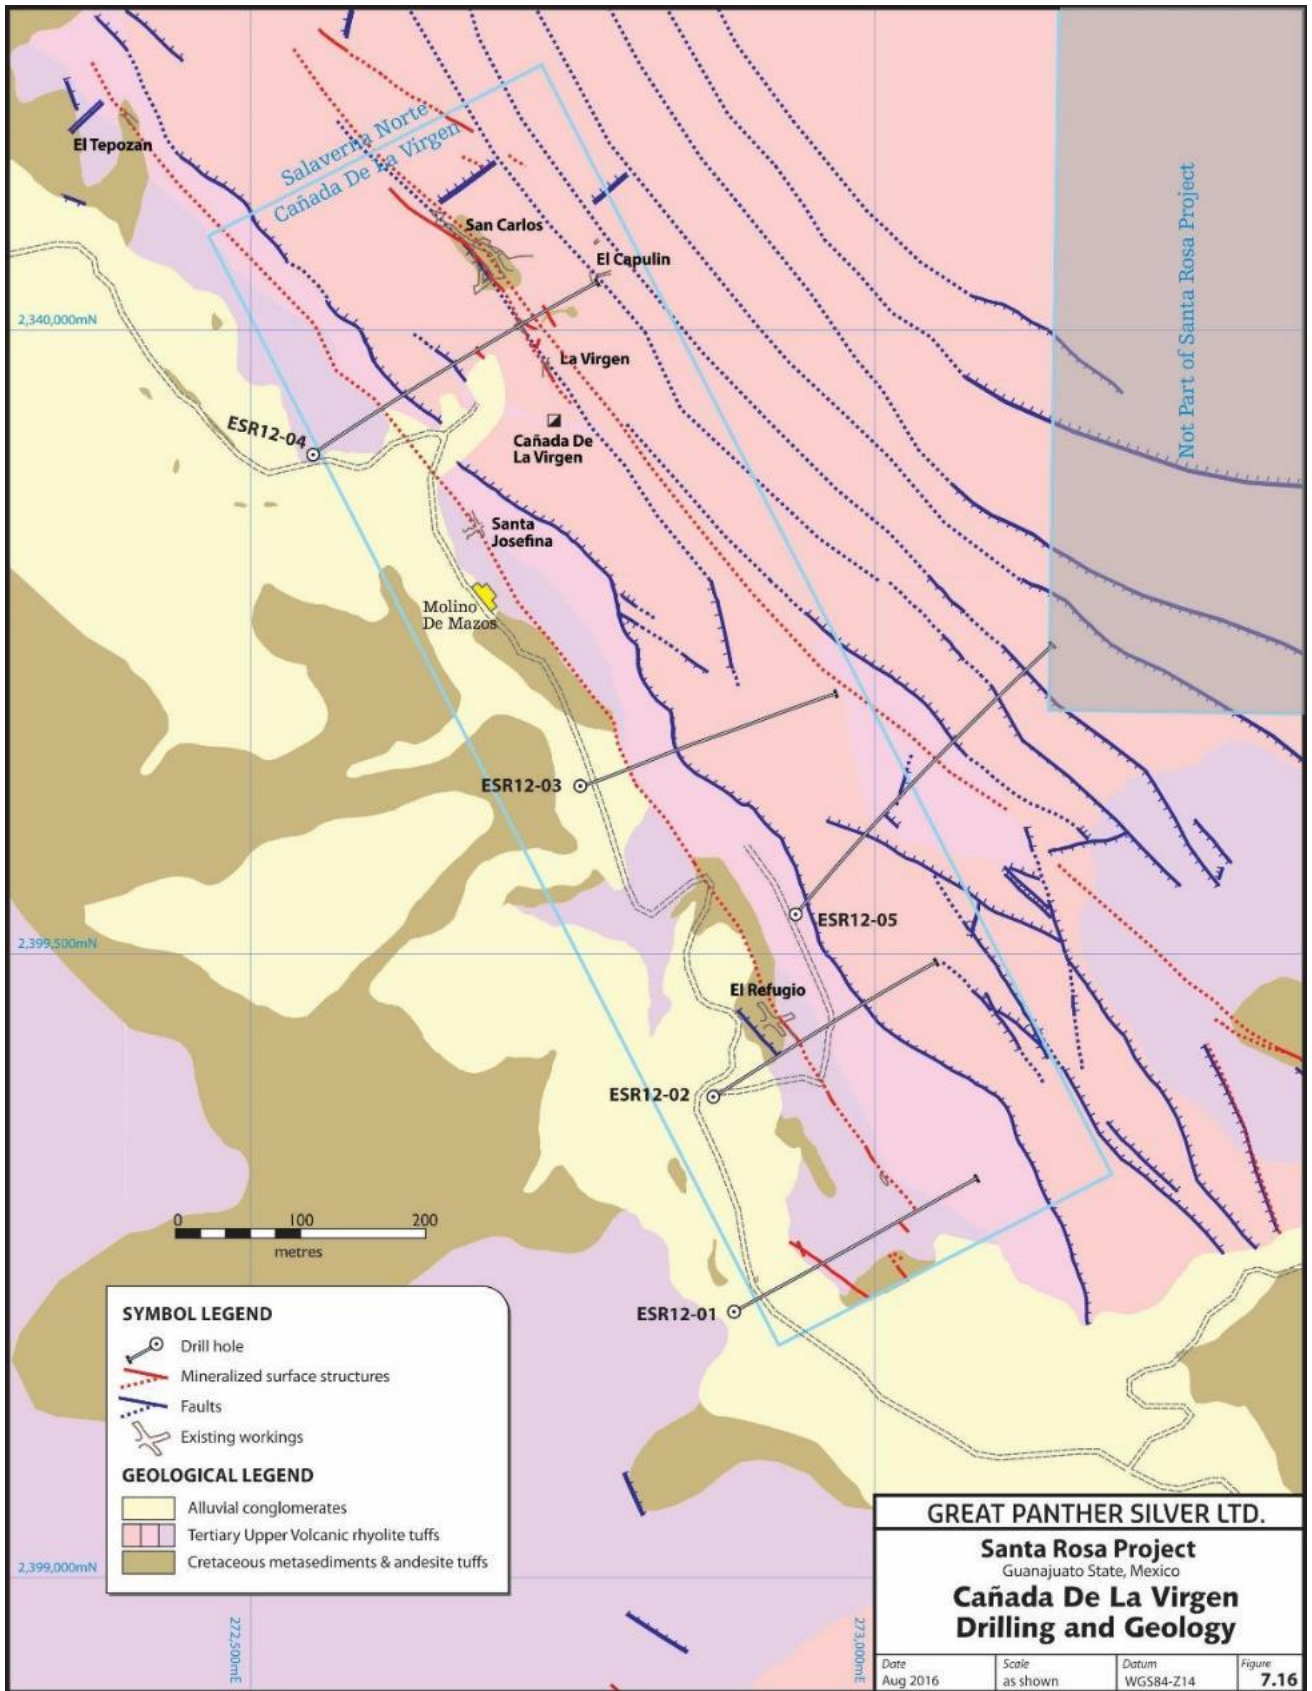 Salaverna Norte
Cañada De La Virgen
El Tepozan
San Carlos
El Capulin
Not Part of Santa Rosa Project
2,340,000mN
La Virgen
ESR12-04
Cañada De
La Virgen
Santa
Josefina
Molino
De Mazos
ESR12-03
ESR12-05
2,399,500mN
El Refugio
ESR12-02
0 100 200
metres
ESR12-01
SYMBOL LEGEND
Drill hole
Mineralized surface structures
Faults
Existing workings
GEOLOGICAL LEGEND
Alluvial conglomerates
Tertiary Upper Volcanic rhyolite tuffs
Cretaceous metasediments & andesite tuffs
2,399,000mN
272,500mE
273,000mE
GREAT PANTHER SILVER LTD.
Santa Rosa Project
Guanajuato State, Mexico
Cañada De La Virgen
Drilling and Geology
Date Scale Datum Figure
Aug 2016 as shown WGS84-Z14 7.16